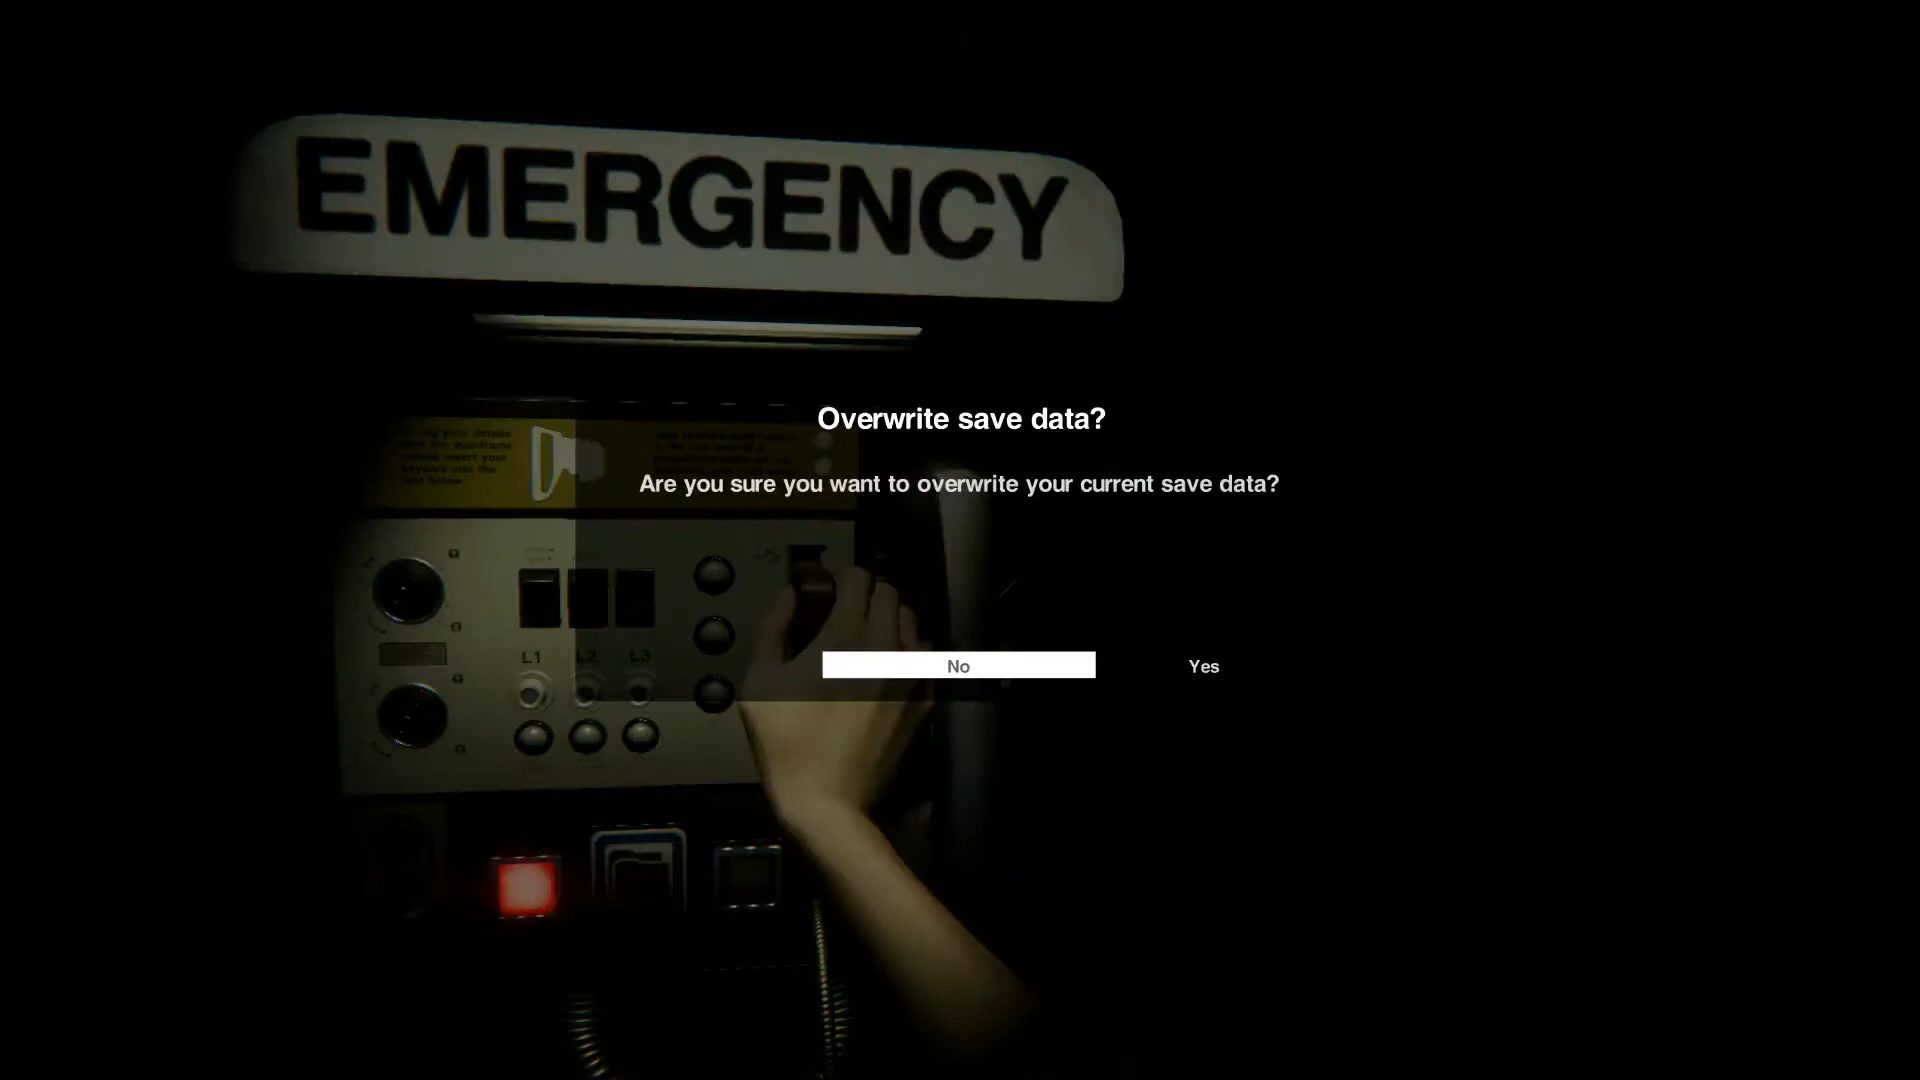 EMERGENCY
Overwrite save data?
Are you sure you want to overwrite your current save data?
L1 L2 L3
No Yes